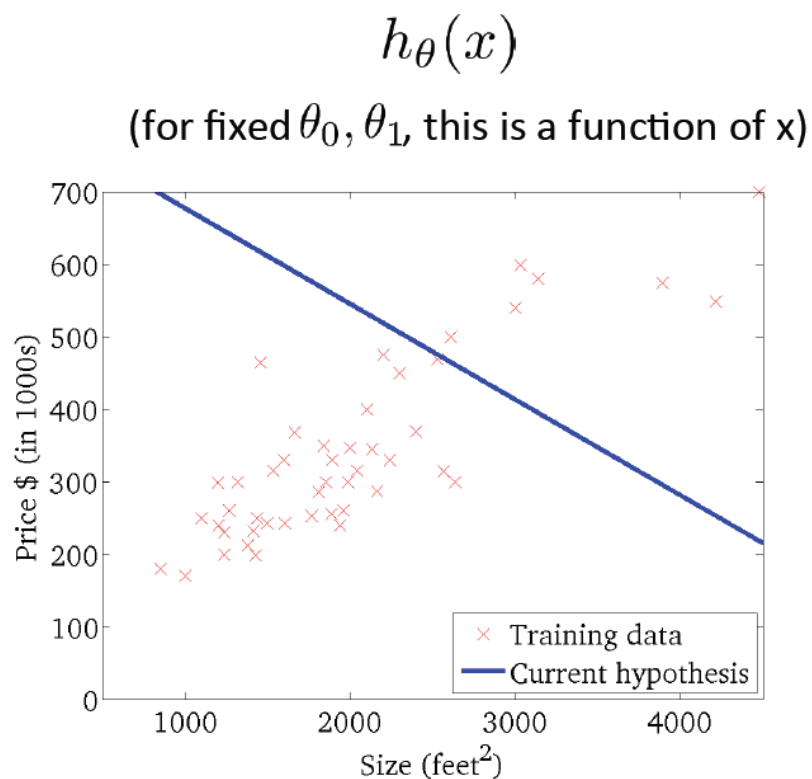 hθ(x)
(for fixed θ0, θ1, this is a function of x)
700
600
500
400
300
200
100
0
Price $ (in 1000s)
Training data
Current hypothesis
1000 2000 3000 4000
Size (feet²)